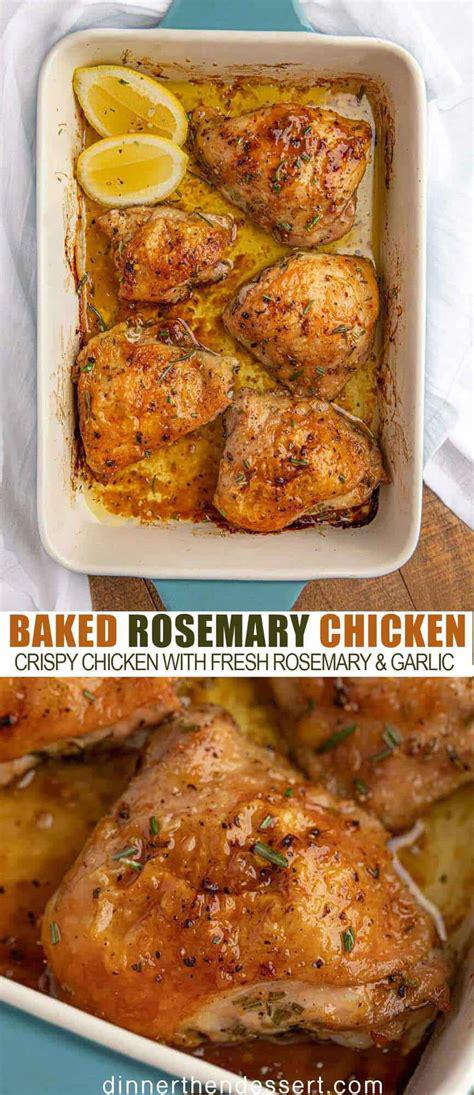 BAKED ROSEMARY CHICKEN
CRISPY CHICKEN WITH FRESH ROSEMARY & GARLIC
dinnerthendessert.com